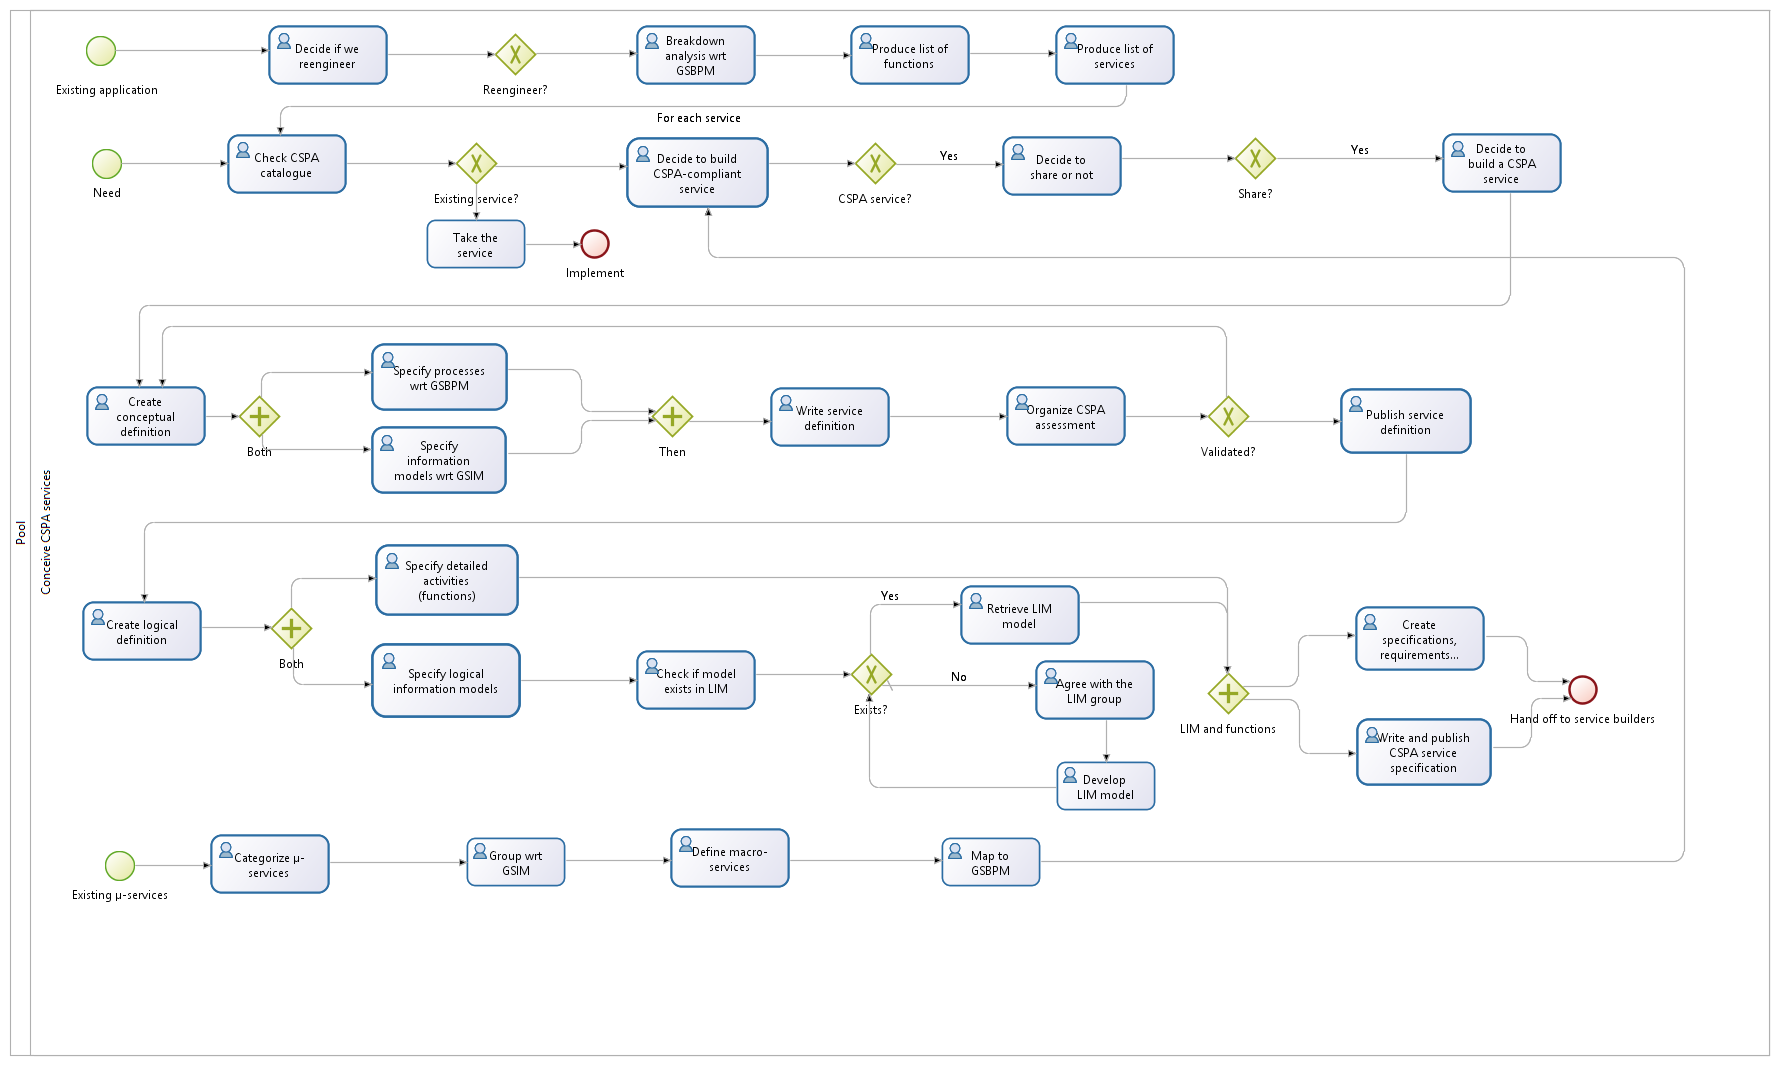 Pool
Conceive CSPA services
Existing application
Decide if we
reengineer
Reengineer?
Breakdown
analysis wrt
GSBPM
Produce list of
functions
Produce list of
services
For each service
Need
Check CSPA
catalogue
Existing service?
Take the
service
Implement
Decide to build
CSPA-compliant
service
CSPA service?
Yes
Decide to
share or not
Share?
Yes
Decide to
build a CSPA
service
Create
conceptual
definition
Both
Specify processes
wrt GSBPM
Specify
information
models wrt GSIM
Then
Write service
definition
Organize CSPA
assessment
Validated?
Publish service
definition
Create logical
definition
Both
Specify detailed
activities
(functions)
Specify logical
information models
Check if model
exists in LIM
Exists?
Yes
Retrieve LIM
model
No
Agree with the
LIM group
Develop
LIM model
LIM and functions
Create
specifications,
requirements...
Write and publish
CSPA service
specification
Hand off to service builders
Existing µ-services
Categorize µ-
services
Group wrt
GSIM
Define macro-
services
Map to
GSBPM